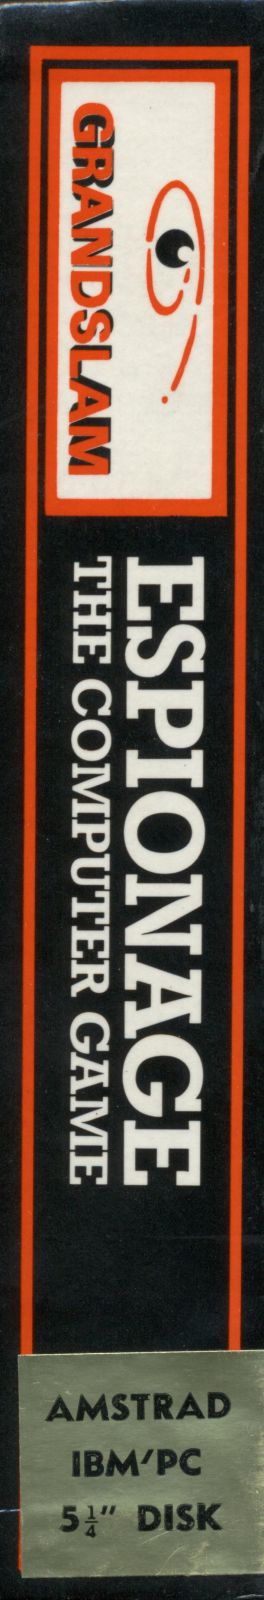 GRANDSLAM
ESPIONAGE
THE COMPUTER GAME
AMSTRAD
IBM'PC
5¼" DISK